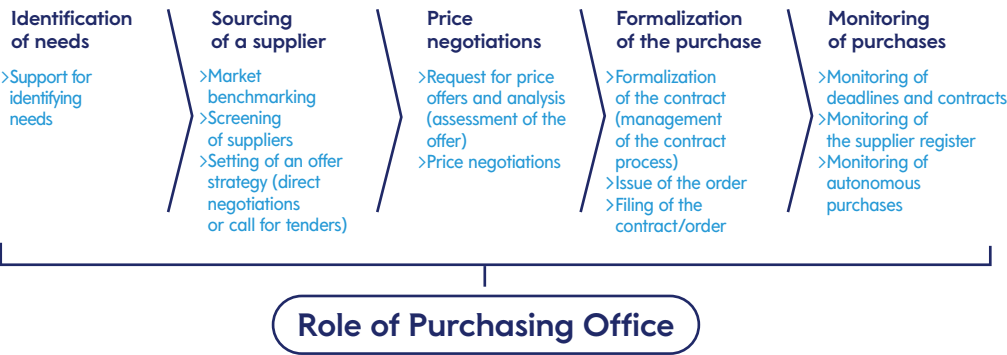 Identification
of needs
>Support for
identifying
needs
Sourcing
of a supplier
>Market
benchmarking
>Screening
of suppliers
>Setting of an offer
strategy (direct
negotiations
or call for tenders)
Price
negotiations
>Request for price
offers and analysis
(assessment of the
offer)
>Price negotiations
Formalization
of the purchase
>Formalization
of the contract
(management
of the contract
process)
>Issue of the order
>Filing of the
contract/order
Monitoring
of purchases
>Monitoring of
deadlines and contracts
>Monitoring of
the supplier register
>Monitoring of
autonomous
purchases
Role of Purchasing Office